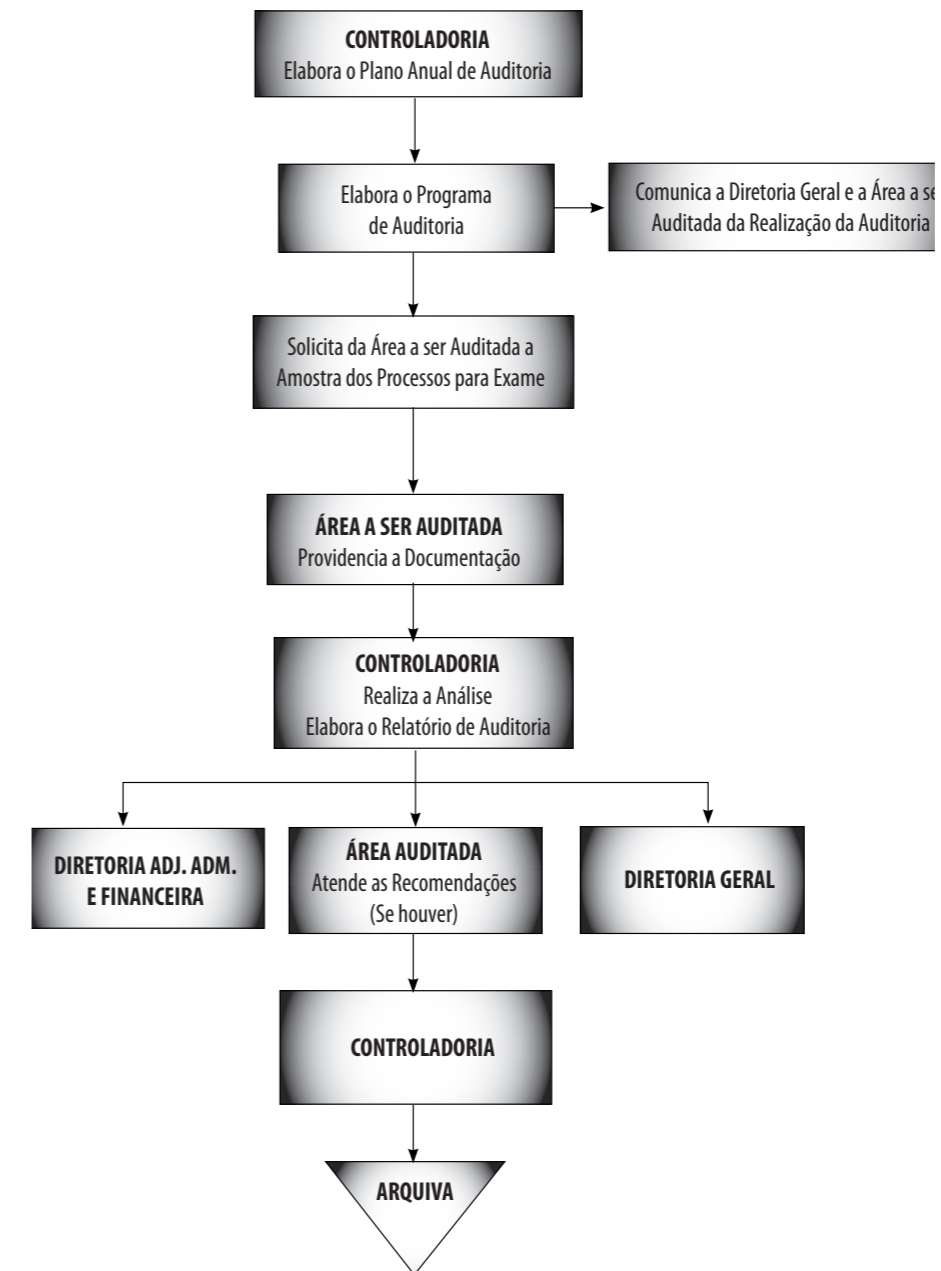 CONTROLADORIA
Elabora o Plano Anual de Auditoria
Elabora o Programa
de Auditoria
Comunica a Diretoria Geral e a Área a se
Auditada da Realização da Auditoria
Solicita da Área a ser Auditada a
Amostra dos Processos para Exame
ÁREA A SER AUDITADA
Providencia a Documentação
CONTROLADORIA
Realiza a Análise
Elabora o Relatório de Auditoria
DIRETORIA ADJ. ADM.
E FINANCEIRA
ÁREA AUDITADA
Atende as Recomendações
(Se houver)
DIRETORIA GERAL
CONTROLADORIA
ARQUIVA